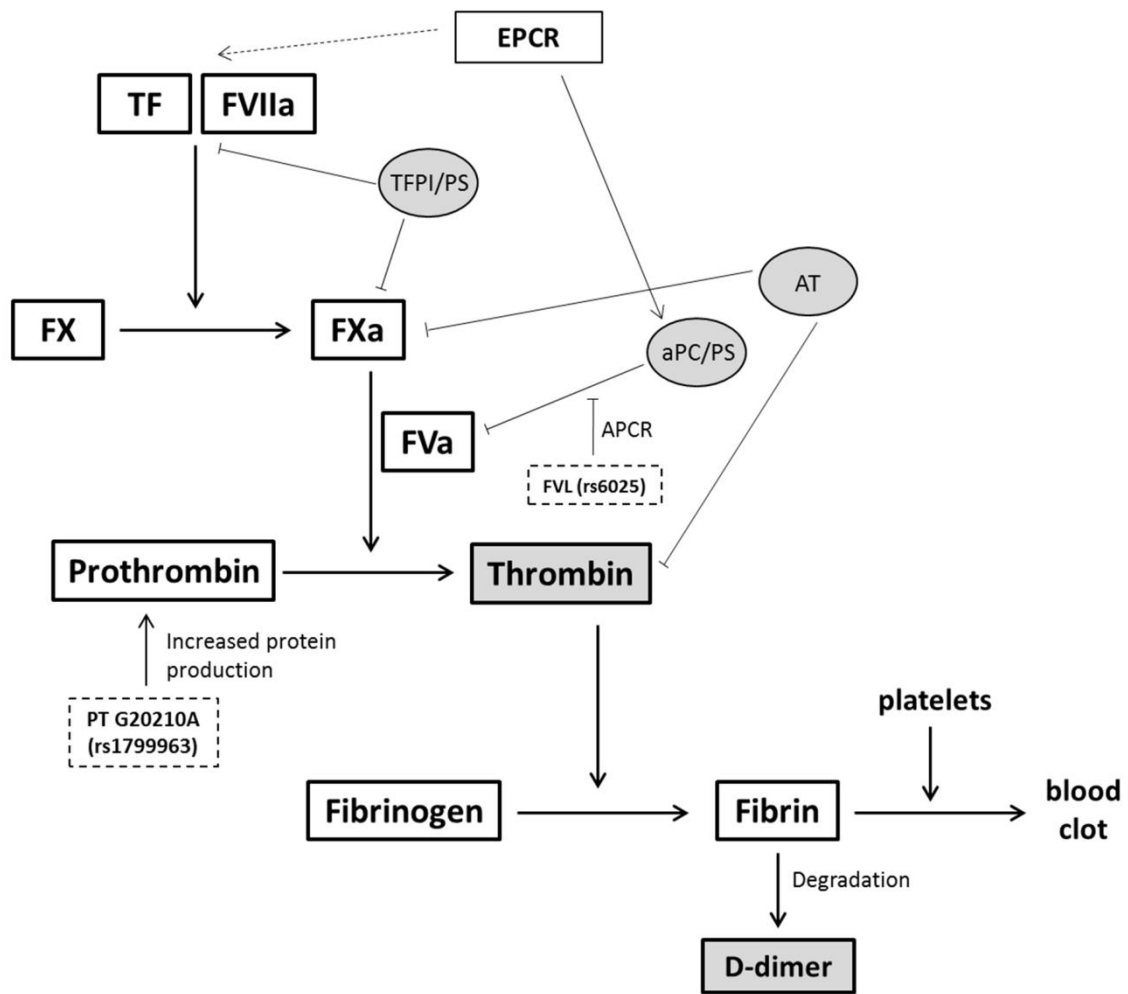 EPCR
TF
FVIIa
TFPI/PS
AT
FX
FXa
aPC/PS
FVa
APCR
FVL (rs6025)
Prothrombin
Thrombin
Increased protein
production
PT G20210A
(rs1799963)
platelets
Fibrinogen
Fibrin
blood
clot
Degradation
D-dimer